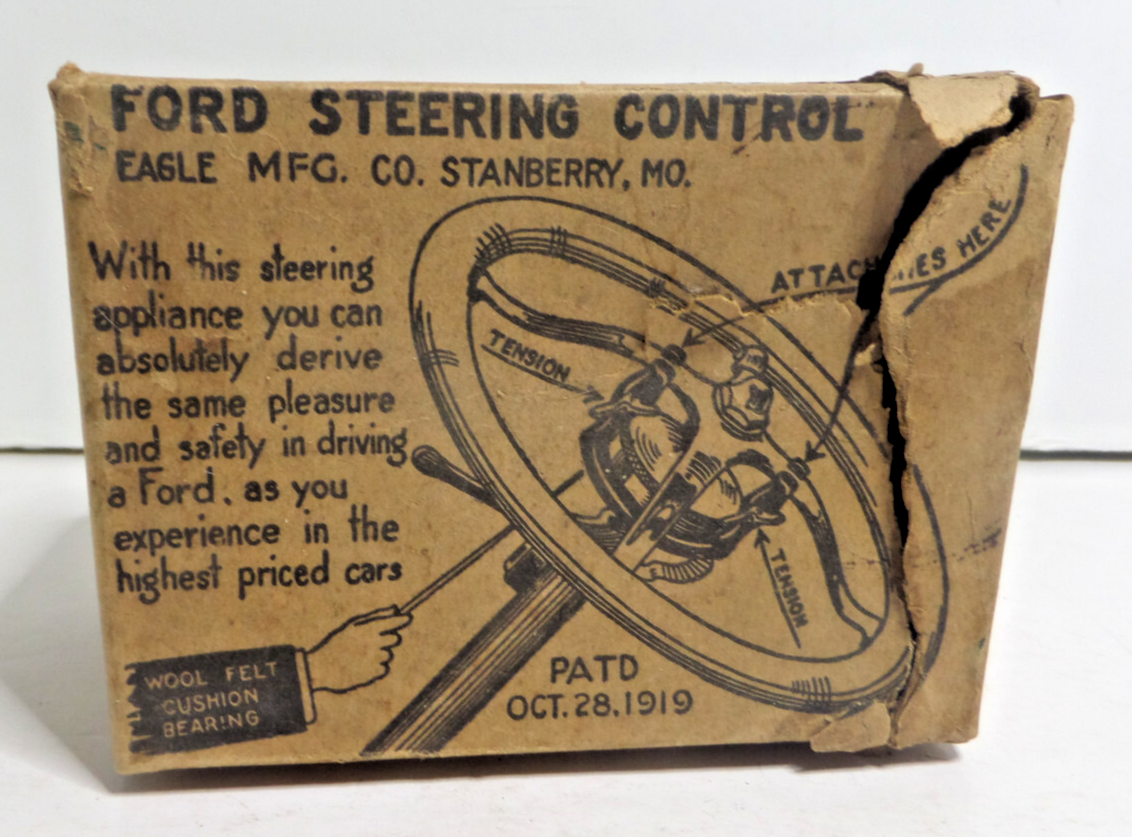 FORD STEERING CONTROL
EAGLE MFG. CO. STANBERRY, MO.
With this steering
appliance you can
absolutely derive
the same pleasure
and safety in driving
a Ford. as you
experience in the
highest priced cars
ATTACHES HERE
TENSION
TENSION
WOOL FELT
CUSHION
BEARING
PATD
OCT. 28. 1919